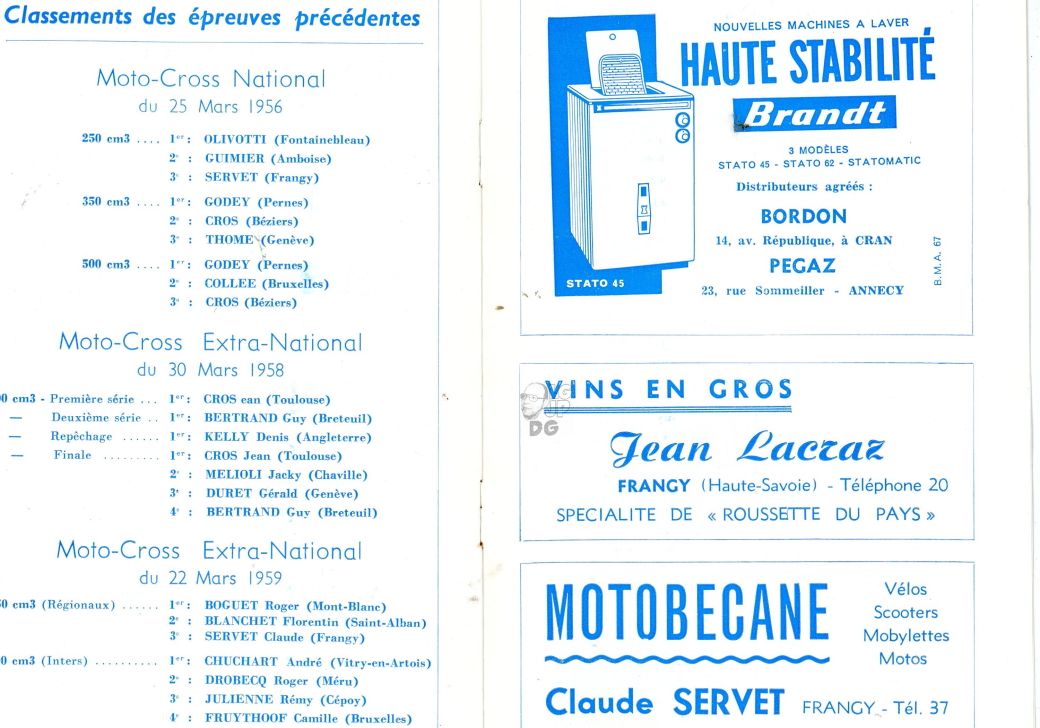 Classements des épreuves précédentes
Moto-Cross National
du 25 Mars 1956
250 cm3 .... 1er : OLIVOTTI (Fontainebleau)
2e : GUIMIER (Amboise)
3e : SERVET (Frangy)
350 cm3 .... 1er : GODEY (Pernes)
2e : CROS (Béziers)
3e : THOME (Genève)
500 cm3 .... 1er : GODEY (Pernes)
2e : COLLEE (Bruxelles)
3e : CROS (Béziers)
Moto-Cross Extra-National
du 30 Mars 1958
0 cm3 - Première série ... 1er : CROS ean (Toulouse)
— Deuxième série .. 1er : BERTRAND Guy (Breteuil)
— Repêchage ...... 1er : KELLY Denis (Angleterre)
— Finale ......... 1er : CROS Jean (Toulouse)
2e : MELIOLI Jacky (Chaville)
3e : DURET Gérald (Genève)
4e : BERTRAND Guy (Breteuil)
Moto-Cross Extra-National
du 22 Mars 1959
0 cm3 (Régionaux) ...... 1er : BOGUET Roger (Mont-Blanc)
2e : BLANCHET Florentin (Saint-Alban)
3e : SERVET Claude (Frangy)
0 cm3 (Inters) .......... 1er : CHUCHART André (Vitry-en-Artois)
2e : DROBECQ Roger (Méru)
3e : JULIENNE Rémy (Cépoy)
4e : FRUYTHOOF Camille (Bruxelles)
NOUVELLES MACHINES A LAVER
HAUTE STABILITÉ
Brandt
3 MODÈLES
STATO 45 - STATO 62 - STATOMATIC
Distributeurs agréés :
BORDON
14, av. République, à CRAN
PEGAZ
23, rue Sommeiller - ANNECY
B.M.A. 67
STATO 45
VINS EN GROS
Jean Lacraz
FRANGY (Haute-Savoie) - Téléphone 20
SPECIALITE DE « ROUSSETTE DU PAYS »
JP
DG
MOTOBECANE
Vélos
Scooters
Mobylettes
Motos
Claude SERVET FRANGY - Tél. 37